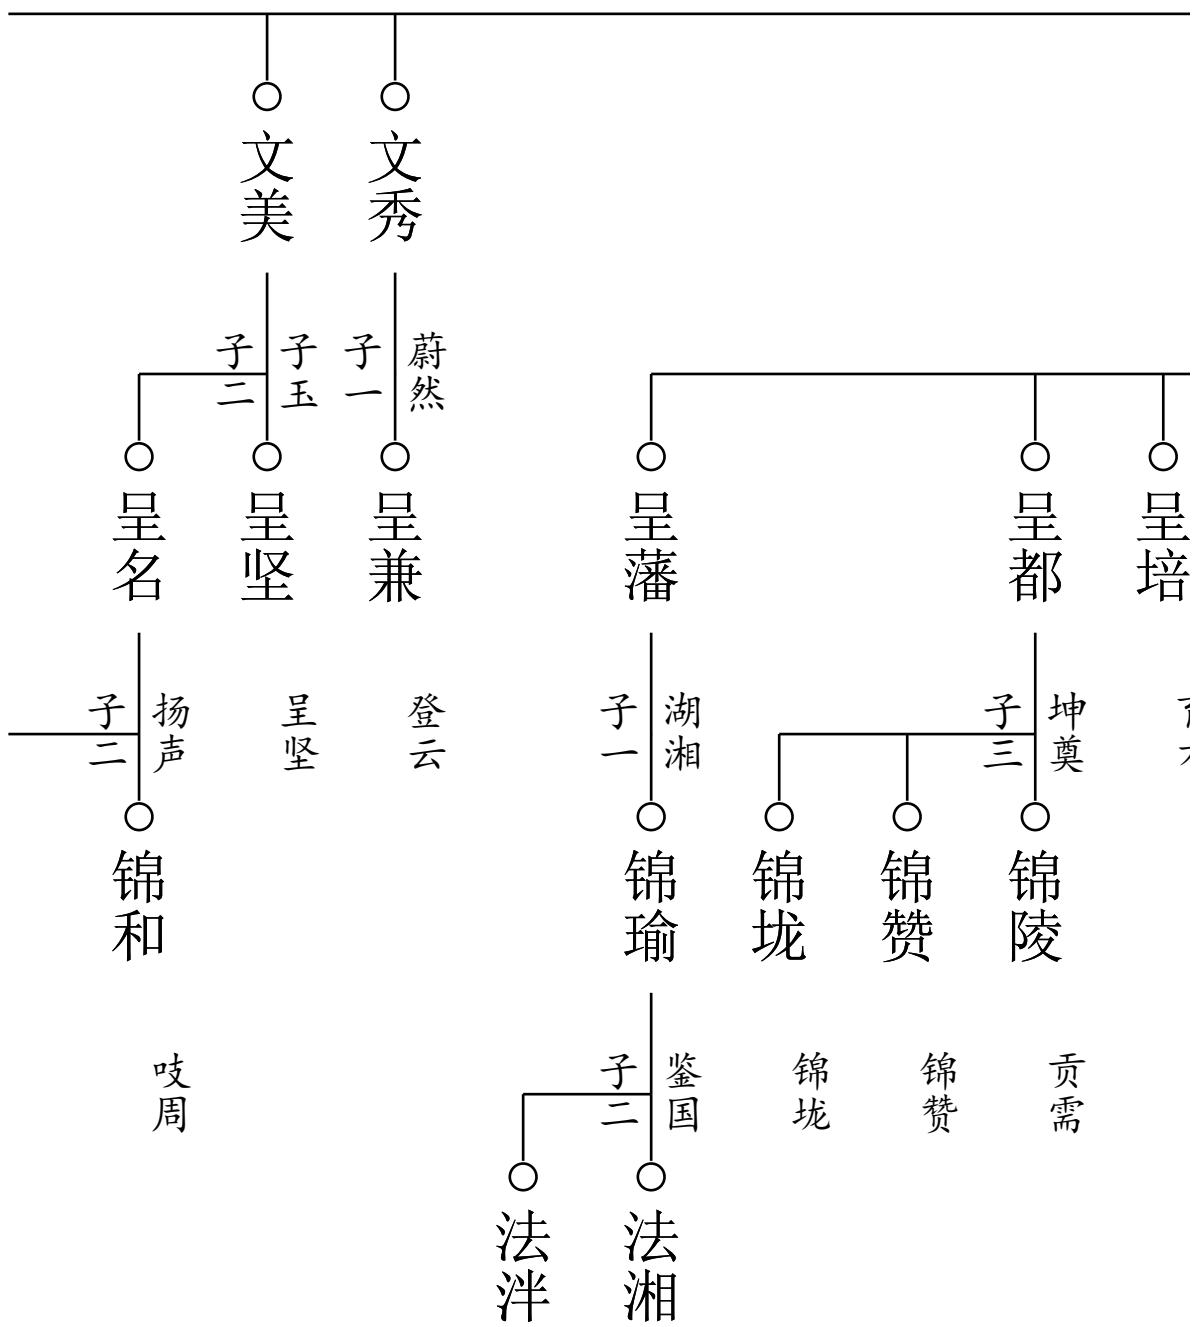 文秀
文美
蔚然
子一
子玉
子二
呈培
呈都
呈藩
呈兼
呈坚
呈名
坤奠
子三
湖湘
子一
登云
呈坚
扬声
子二
锦陵
锦赞
锦垅
锦瑜
锦和
贡需
锦赞
锦垅
鉴国
子二
吱周
法湘
法泮